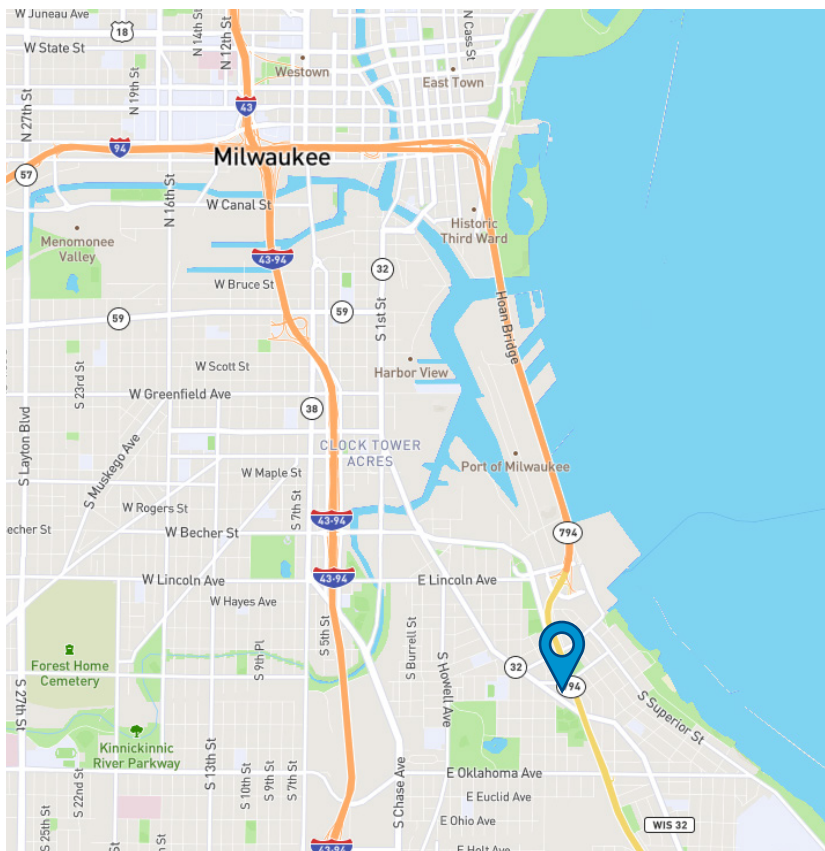 W Juneau Ave
18
N 12th St
N 14th St
N Cass St
W State St
Westown
East Town
N 27th St
N 19th St
43
94
Milwaukee
57
N 16th St
W Canal St
Historic
Third Ward
Menomonee
Valley
43-94
32
W Bruce St
59
59
S 1st St
Hoan Bridge
S 23rd St
W Scott St
Harbor View
W Greenfield Ave
38
S Layton Blvd
S Muskego Ave
CLOCK TOWER
ACRES
W Maple St
Port of Milwaukee
S 7th St
W Rogers St
43-94
echer St
W Becher St
794
W Lincoln Ave
43-94
E Lincoln Ave
W Hayes Ave
S 5th St
S 9th Pl
S Burrell St
Forest Home
Cemetery
S Howell Ave
32
94
S Superior St
S 27th St
Kinnickinnic
River Parkway
S 13th St
S 22nd St
S 10th St
S 9th St
S 7th St
S Chase Ave
E Oklahoma Ave
E Euclid Ave
S 25th St
E Ohio Ave
WIS 32
43-94
E Holt Ave